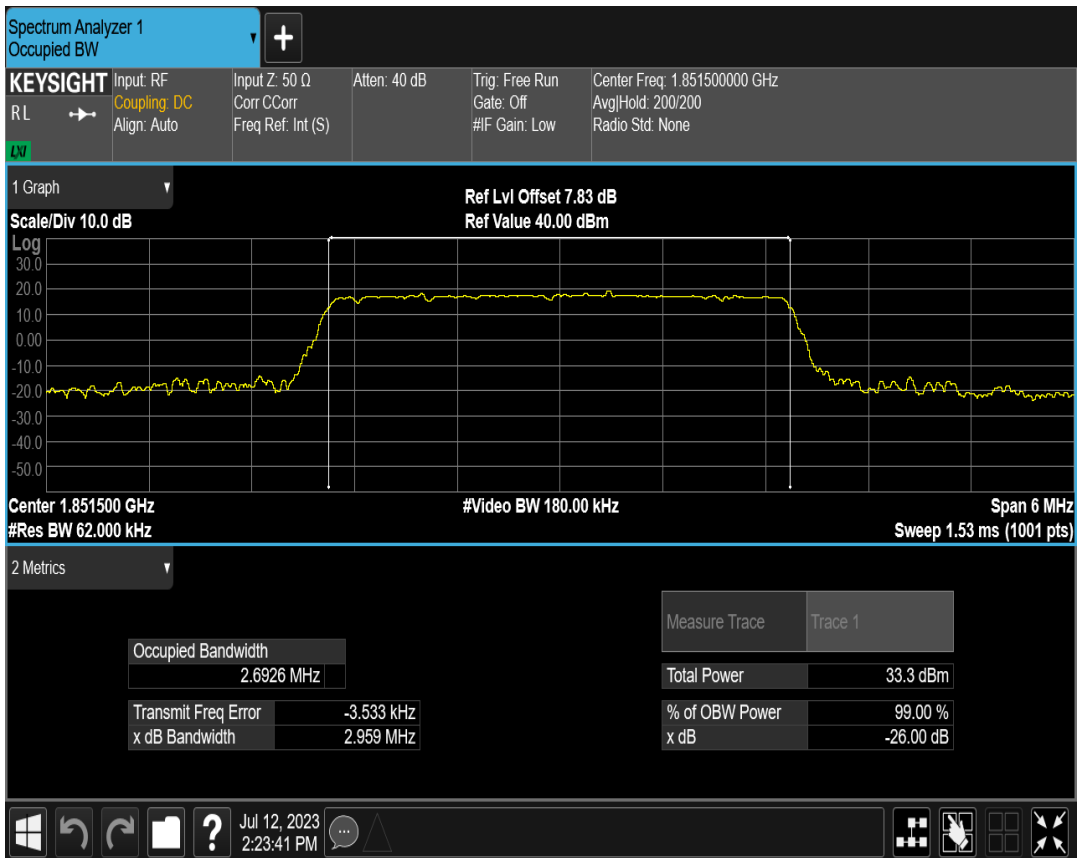 Spectrum Analyzer 1
Occupied BW
+
KEYSIGHT
RL
LXI
Input: RF
Coupling: DC
Align: Auto
Input Z: 50 Ω
Corr CCorr
Freq Ref: Int (S)
Atten: 40 dB
Trig: Free Run
Gate: Off
#IF Gain: Low
Center Freq: 1.851500000 GHz
Avg|Hold: 200/200
Radio Std: None
1 Graph
Scale/Div 10.0 dB
Ref Lvl Offset 7.83 dB
Ref Value 40.00 dBm
Log
30.0
20.0
10.0
0.00
-10.0
-20.0
-30.0
-40.0
-50.0
Center 1.851500 GHz
#Video BW 180.00 kHz
Span 6 MHz
#Res BW 62.000 kHz
Sweep 1.53 ms (1001 pts)
2 Metrics
Occupied Bandwidth
2.6926 MHz
Transmit Freq Error -3.533 kHz
x dB Bandwidth 2.959 MHz
Measure Trace Trace 1
Total Power 33.3 dBm
% of OBW Power 99.00 %
x dB -26.00 dB
?
Jul 12, 2023
2:23:41 PM